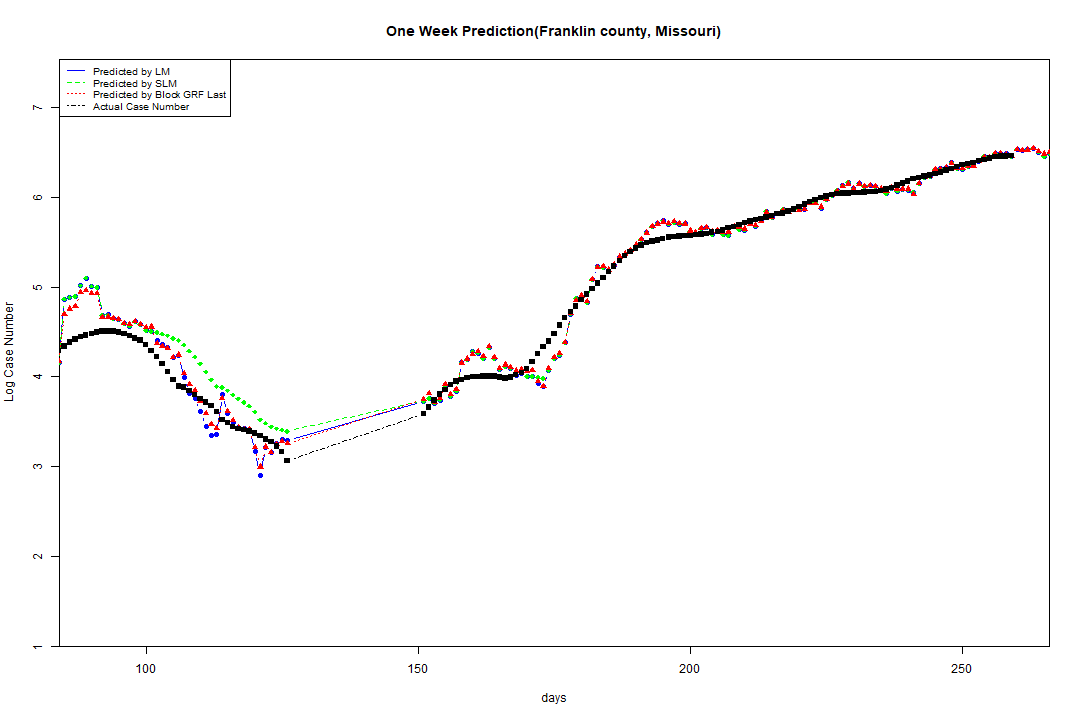 One Week Prediction(Franklin county, Missouri)
Predicted by LM
Predicted by SLM
Predicted by Block GRF Last
Actual Case Number
Log Case Number
7
6
5
4
3
2
1
100 150 200 250
days